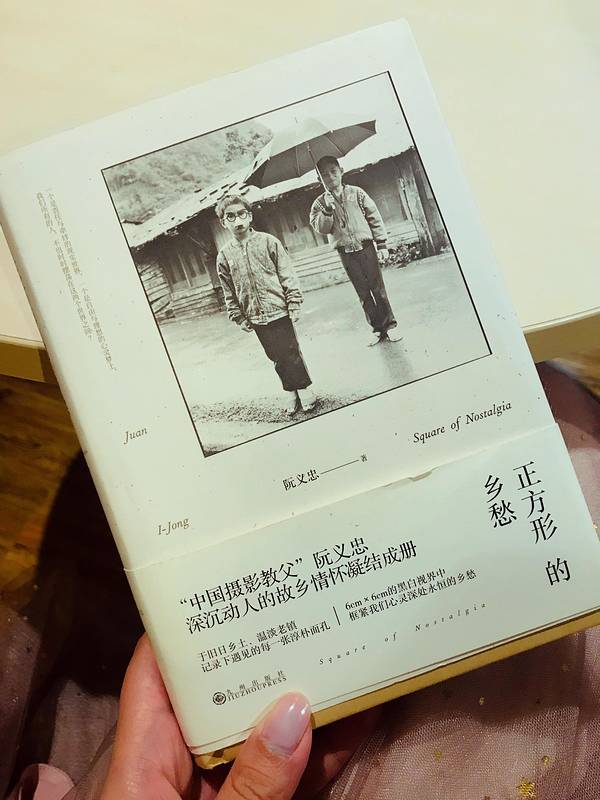 Juan
I-Jong
Square of Nostalgia
阮义忠 —— 著
正方形 的
乡愁
“中国摄影教父”阮义忠
深沉动人的故乡情怀凝结成册
于旧日乡土、温淡老镇
记录下遇见的每一张淳朴面孔
6cm×6cm的黑白视界中
框紧我们心灵深处永恒的乡愁
Square of Nostalgia
九州出版社
JIUZHOUPRESS